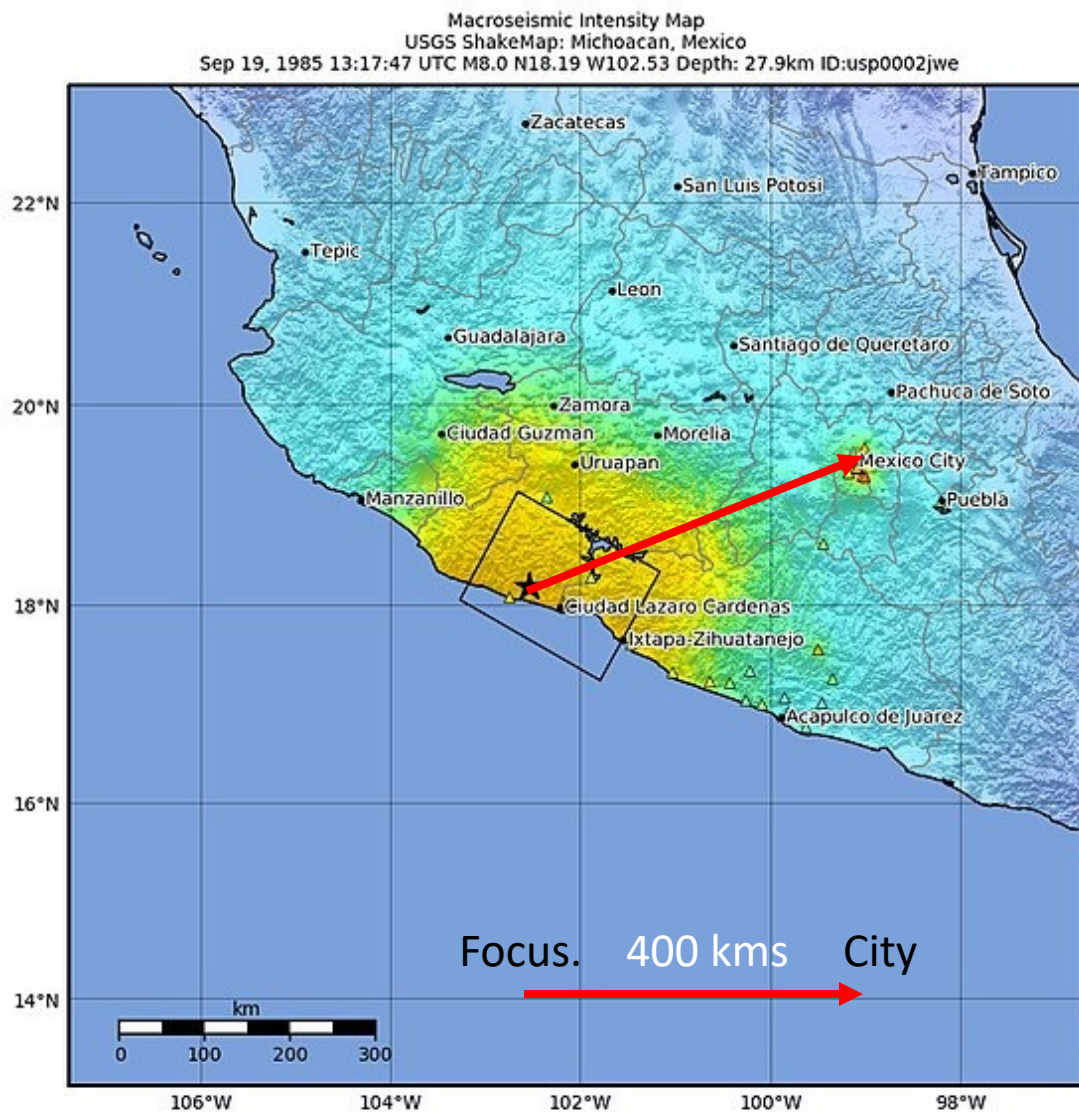 Macroseismic Intensity Map
USGS ShakeMap: Michoacan, Mexico
Sep 19, 1985 13:17:47 UTC M8.0 N18.19 W102.53 Depth: 27.9km ID:usp0002jwe
Zacatecas
Tampico
San Luis Potosi
22°N
Tepic
Leon
Guadalajara
Santiago de Queretaro
Pachuca de Soto
20°N
Zamora
Ciudad Guzman
Morelia
Uruapan
Mexico City
Manzanillo
Puebla
18°N
Ciudad Lazaro Cardenas
Ixtapa-Zihuatanejo
Acapulco de Juarez
16°N
Focus. 400 kms City
14°N
km
0 100 200 300
106°W 104°W 102°W 100°W 98°W